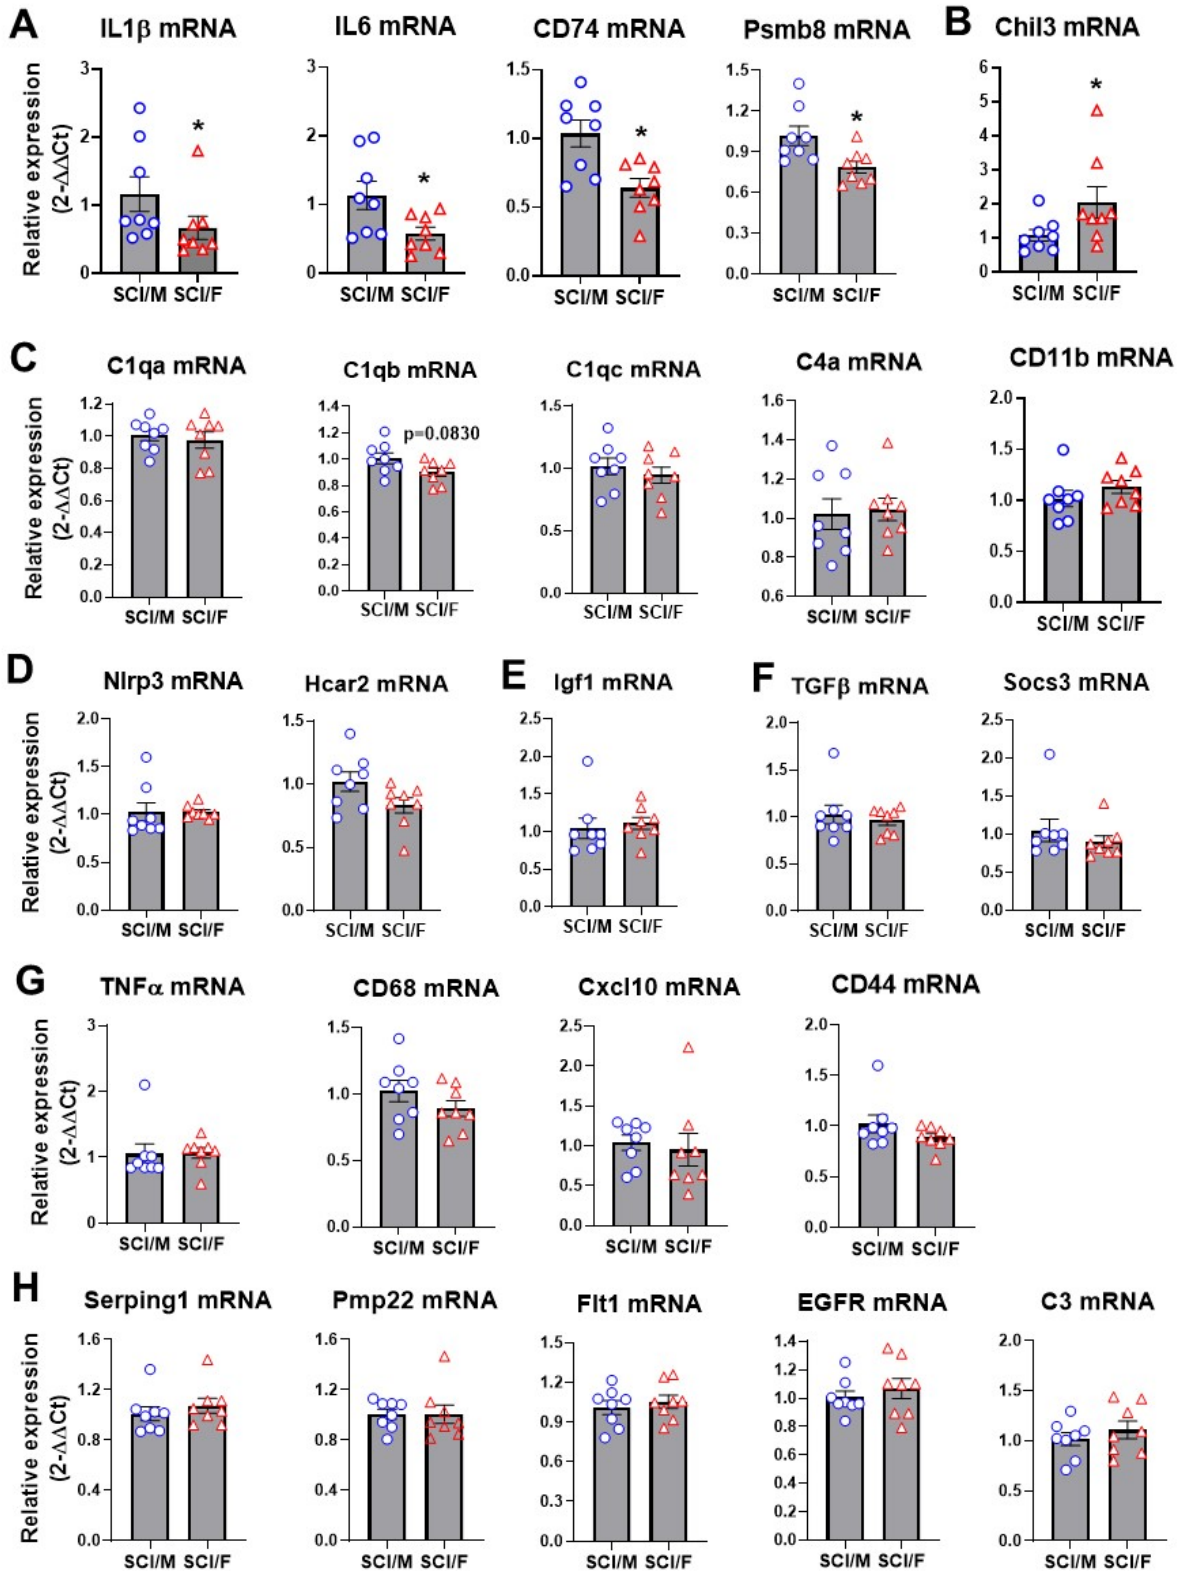 A
IL1β mRNA
IL6 mRNA
CD74 mRNA
Psmb8 mRNA
B
Chil3 mRNA
Relative expression
(2-ΔΔCt)
3
2
1
0
*
SCI/M SCI/F
3
2
1
0
*
SCI/M SCI/F
1.5
1.0
0.5
0.0
*
SCI/M SCI/F
1.5
1.2
0.9
0.6
0.3
0.0
*
SCI/M SCI/F
6
5
4
3
2
1
0
*
SCI/M SCI/F
C
C1qa mRNA
C1qb mRNA
C1qc mRNA
C4a mRNA
CD11b mRNA
Relative expression
(2-ΔΔCt)
1.2
1.0
0.8
0.6
0.4
0.2
0.0
SCI/M SCI/F
1.4
1.2
1.0
0.8
0.6
0.4
0.2
0.0
p=0.0830
SCI/M SCI/F
1.5
1.0
0.5
0.0
SCI/M SCI/F
1.6
1.4
1.2
1.0
0.8
0.6
SCI/M SCI/F
2.0
1.5
1.0
0.5
0.0
SCI/M SCI/F
D
Nlrp3 mRNA
Hcar2 mRNA
E
Igf1 mRNA
F
TGFβ mRNA
Socs3 mRNA
Relative expression
(2-ΔΔCt)
2.0
1.5
1.0
0.5
0.0
SCI/M SCI/F
1.5
1.0
0.5
0.0
SCI/M SCI/F
2.5
2.0
1.5
1.0
0.5
0.0
SCI/M SCI/F
2.0
1.5
1.0
0.5
0.0
SCI/M SCI/F
2.5
2.0
1.5
1.0
0.5
0.0
SCI/M SCI/F
G
TNFα mRNA
CD68 mRNA
Cxcl10 mRNA
CD44 mRNA
Relative expression
(2-ΔΔCt)
3
2
1
0
SCI/M SCI/F
1.5
1.0
0.5
0.0
SCI/M SCI/F
2.5
2.0
1.5
1.0
0.5
0.0
SCI/M SCI/F
2.0
1.5
1.0
0.5
0.0
SCI/M SCI/F
H
Serping1 mRNA
Pmp22 mRNA
Flt1 mRNA
EGFR mRNA
C3 mRNA
Relative expression
(2-ΔΔCt)
1.6
1.2
0.8
0.4
0.0
SCI/M SCI/F
1.6
1.2
0.8
0.4
0.0
SCI/M SCI/F
1.5
1.2
0.9
0.6
0.3
0.0
SCI/M SCI/F
1.4
1.2
1.0
0.8
0.6
0.4
0.2
0.0
SCI/M SCI/F
2.0
1.5
1.0
0.5
0.0
SCI/M SCI/F